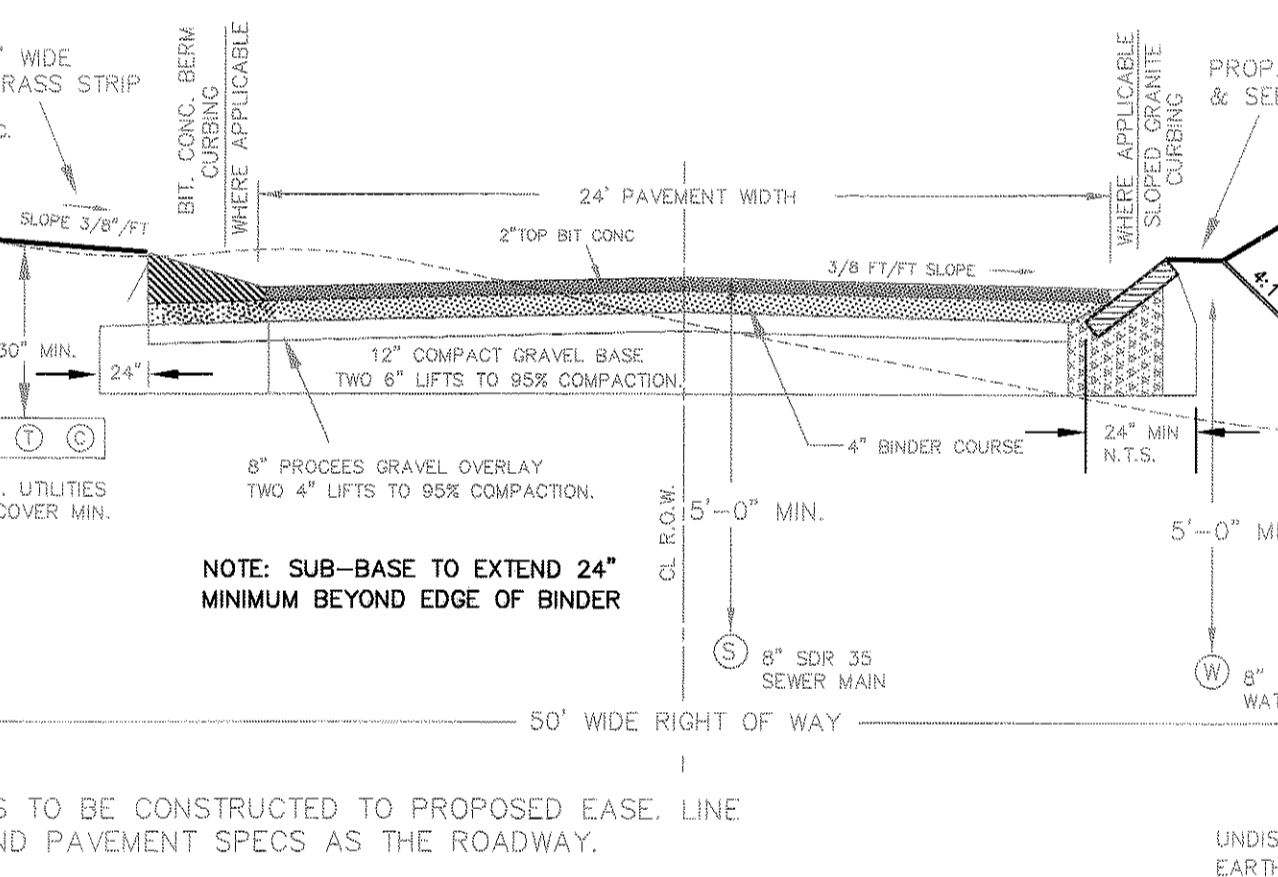 " WIDE
RASS STRIP
C.
SLOPE 3/8"/FT
BIT. CONC. BERM
CURBING
WHERE APPLICABLE
24' PAVEMENT WIDTH
2"TOP BIT CONC
3/8 FT/FT SLOPE
WHERE APPLICABLE
SLOPED GRANITE
CURBING
PROP.
& SEE
4:1
30" MIN.
24"
12" COMPACT GRAVEL BASE
TWO 6" LIFTS TO 95% COMPACTION.
T C
. UTILITIES
COVER MIN.
8" PROCEES GRAVEL OVERLAY
TWO 4" LIFTS TO 95% COMPACTION.
4" BINDER COURSE
24" MIN
N.T.S.
CL R.O.W.
5'-0" MIN.
5'-0" MI
NOTE: SUB-BASE TO EXTEND 24"
MINIMUM BEYOND EDGE OF BINDER
S
8" SDR 35
SEWER MAIN
W
8"
WAT
50' WIDE RIGHT OF WAY
S TO BE CONSTRUCTED TO PROPOSED EASE. LINE
ND PAVEMENT SPECS AS THE ROADWAY.
UNDIS
EARTH